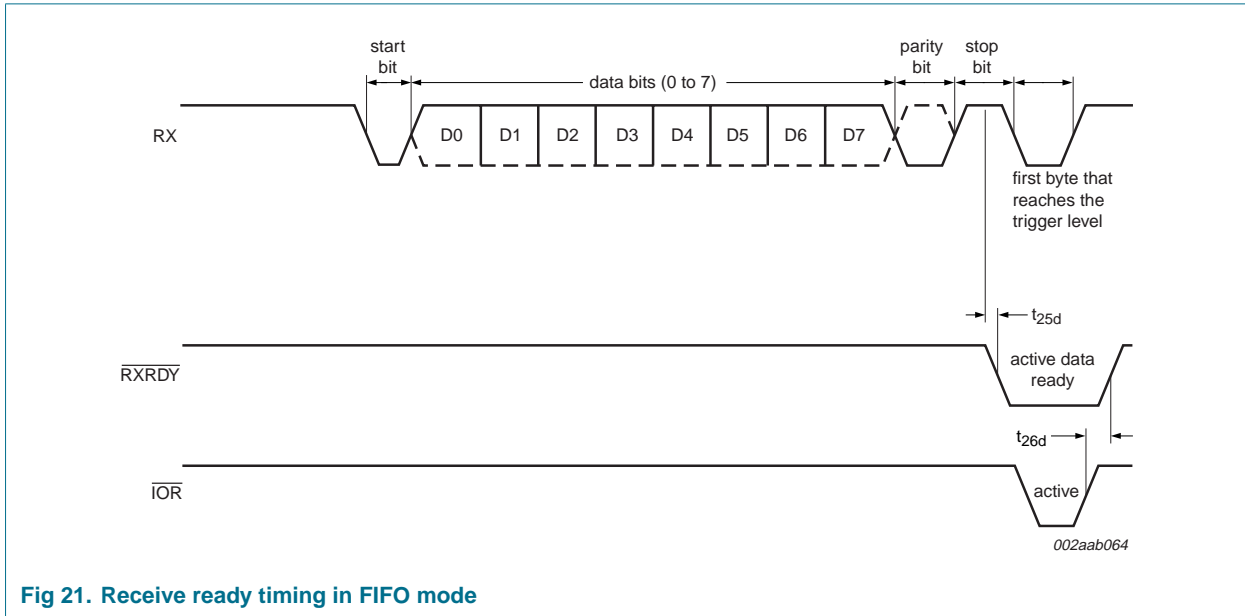 start
bit
data bits (0 to 7)
parity
bit
stop
bit
RX
D0 D1 D2 D3 D4 D5 D6 D7
first byte that
reaches the
trigger level
t25d
RXRDY
active data
ready
t26d
IOR
active
002aab064
Fig 21. Receive ready timing in FIFO mode